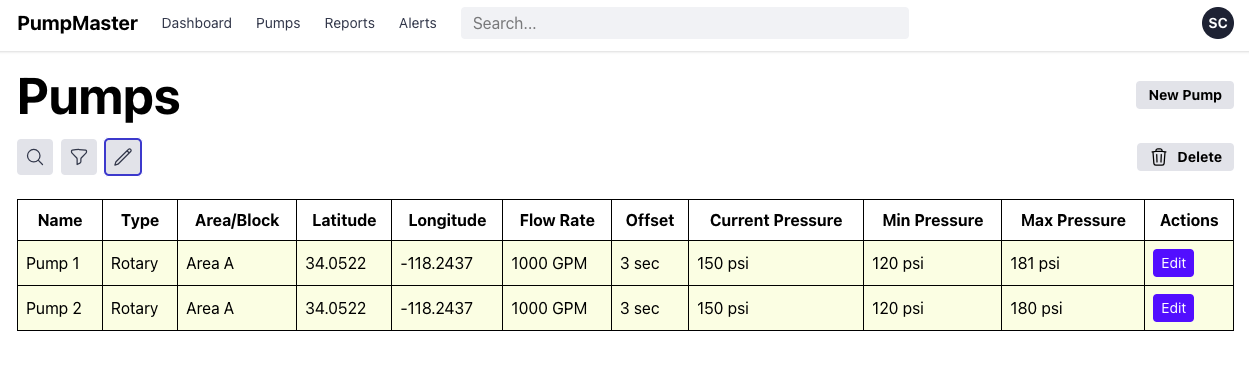 PumpMaster Dashboard Pumps Reports Alerts Search... SC
Pumps New Pump
Delete
Name Type Area/Block Latitude Longitude Flow Rate Offset Current Pressure Min Pressure Max Pressure Actions
Pump 1 Rotary Area A 34.0522 -118.2437 1000 GPM 3 sec 150 psi 120 psi 181 psi Edit
Pump 2 Rotary Area A 34.0522 -118.2437 1000 GPM 3 sec 150 psi 120 psi 180 psi Edit